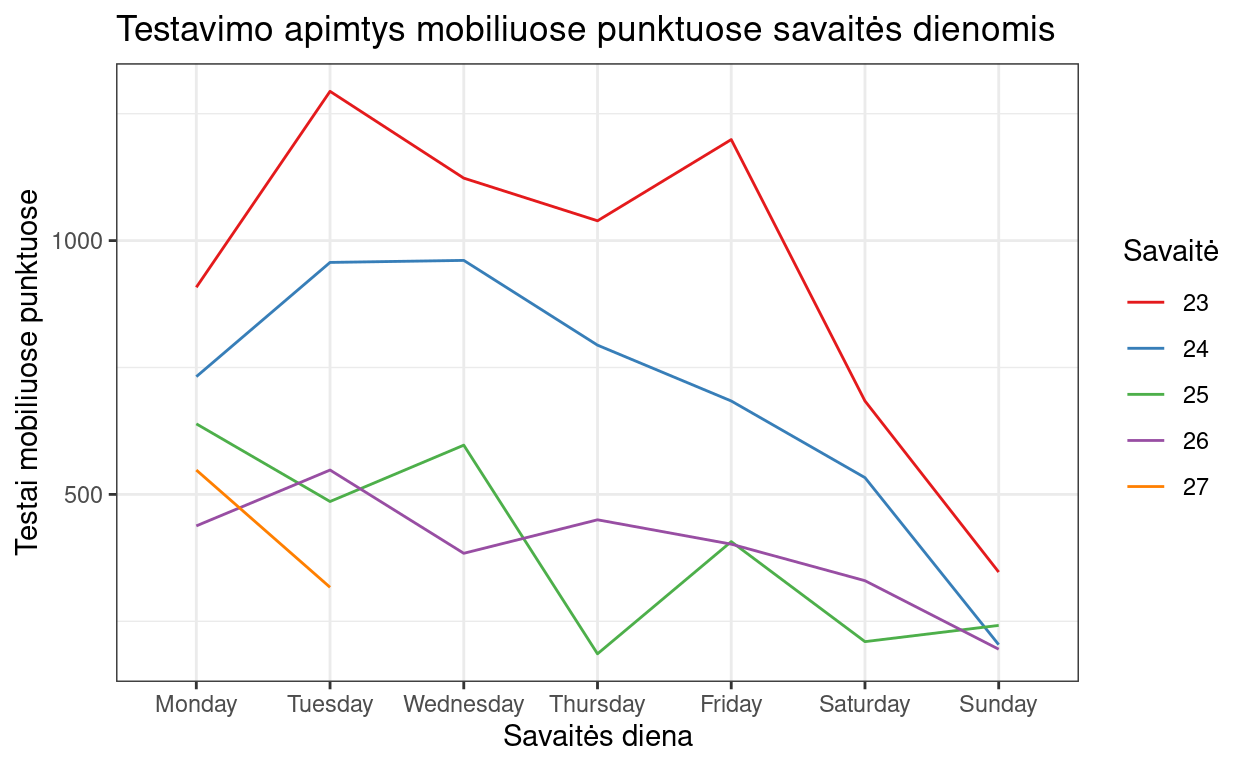 Testavimo apimtys mobiliuose punktuose savaitės dienomis
Testai mobiliuose punktuose
1000
500
Monday Tuesday Wednesday Thursday Friday Saturday Sunday
Savaitės diena
Savaitė
23
24
25
26
27